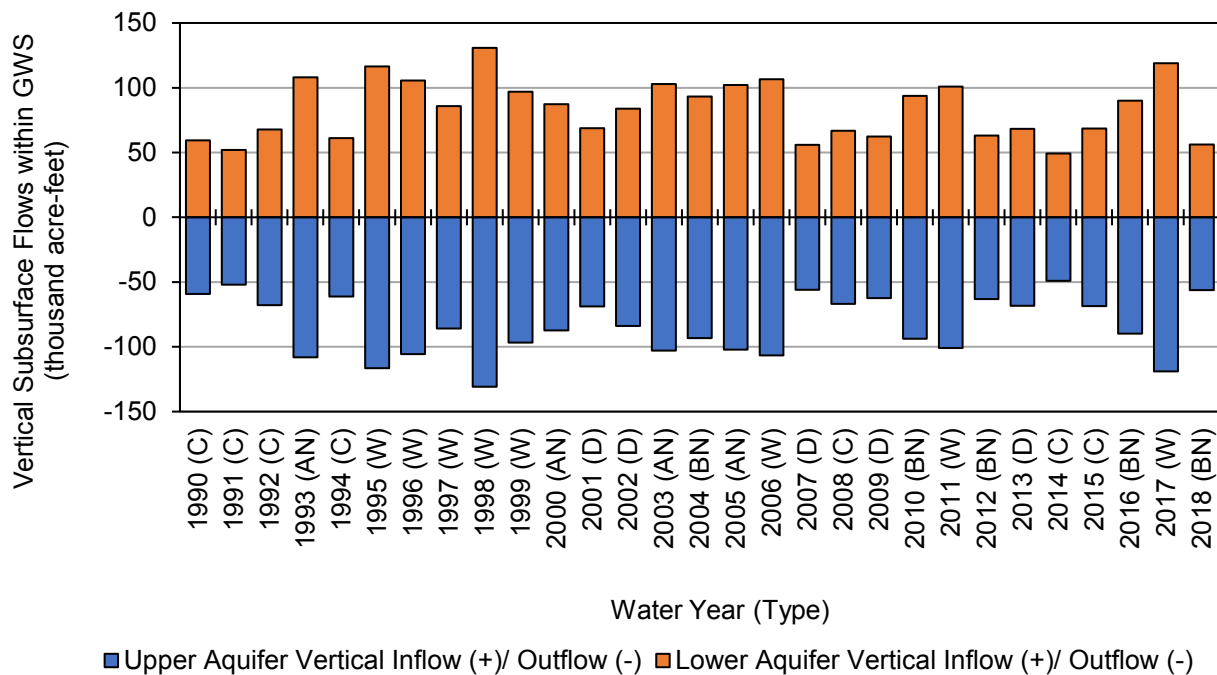 Vertical Subsurface Flows within GWS
(thousand acre-feet)
150
100
50
0
-50
-100
-150
1990 (C)
1991 (C)
1992 (C)
1993 (AN)
1994 (C)
1995 (W)
1996 (W)
1997 (W)
1998 (W)
1999 (W)
2000 (AN)
2001 (D)
2002 (D)
2003 (AN)
2004 (BN)
2005 (AN)
2006 (W)
2007 (D)
2008 (C)
2009 (D)
2010 (BN)
2011 (W)
2012 (BN)
2013 (D)
2014 (C)
2015 (C)
2016 (BN)
2017 (W)
2018 (BN)
Water Year (Type)
Upper Aquifer Vertical Inflow (+)/ Outflow (-) Lower Aquifer Vertical Inflow (+)/ Outflow (-)